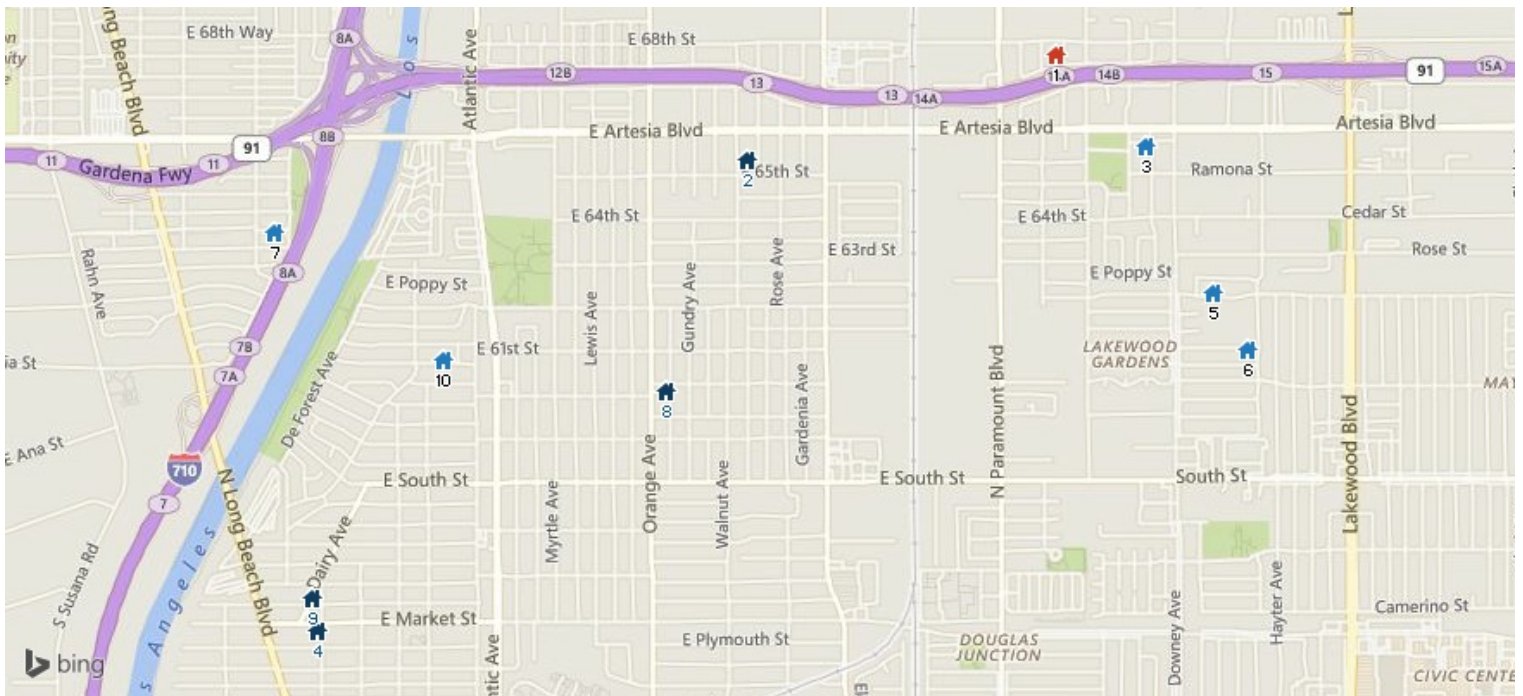 E 68th Way
8A
Los
Atlantic Ave
E 68th St
1
Long Beach Blvd
12B
13
13
14A
14B
15
91
15A
8B
E Artesia Blvd
E Artesia Blvd
Artesia Blvd
91
11
Gardena Fwy
11
2
65th St
3
Ramona St
E 64th St
E 64th St
Cedar St
7
E 63rd St
Rose St
Rahn Ave
8A
E Poppy St
Gundry Ave
Rose Ave
E Poppy St
5
Lewis Ave
7B
E 61st St
LAKEWOOD
GARDENS
6
7A
10
N Paramount Blvd
De Forest Ave
8
Gardenia Ave
Lakewood Blvd
E Ana St
710
E South St
E South St
South St
Orange Ave
7
N Long Beach Blvd
Myrtle Ave
Walnut Ave
Dairy Ave
S Susana Rd
Angeles
9
E Market St
4
E Plymouth St
DOUGLAS
JUNCTION
Downey Ave
Hayter Ave
Camerino St
bing
CIVIC CENTE